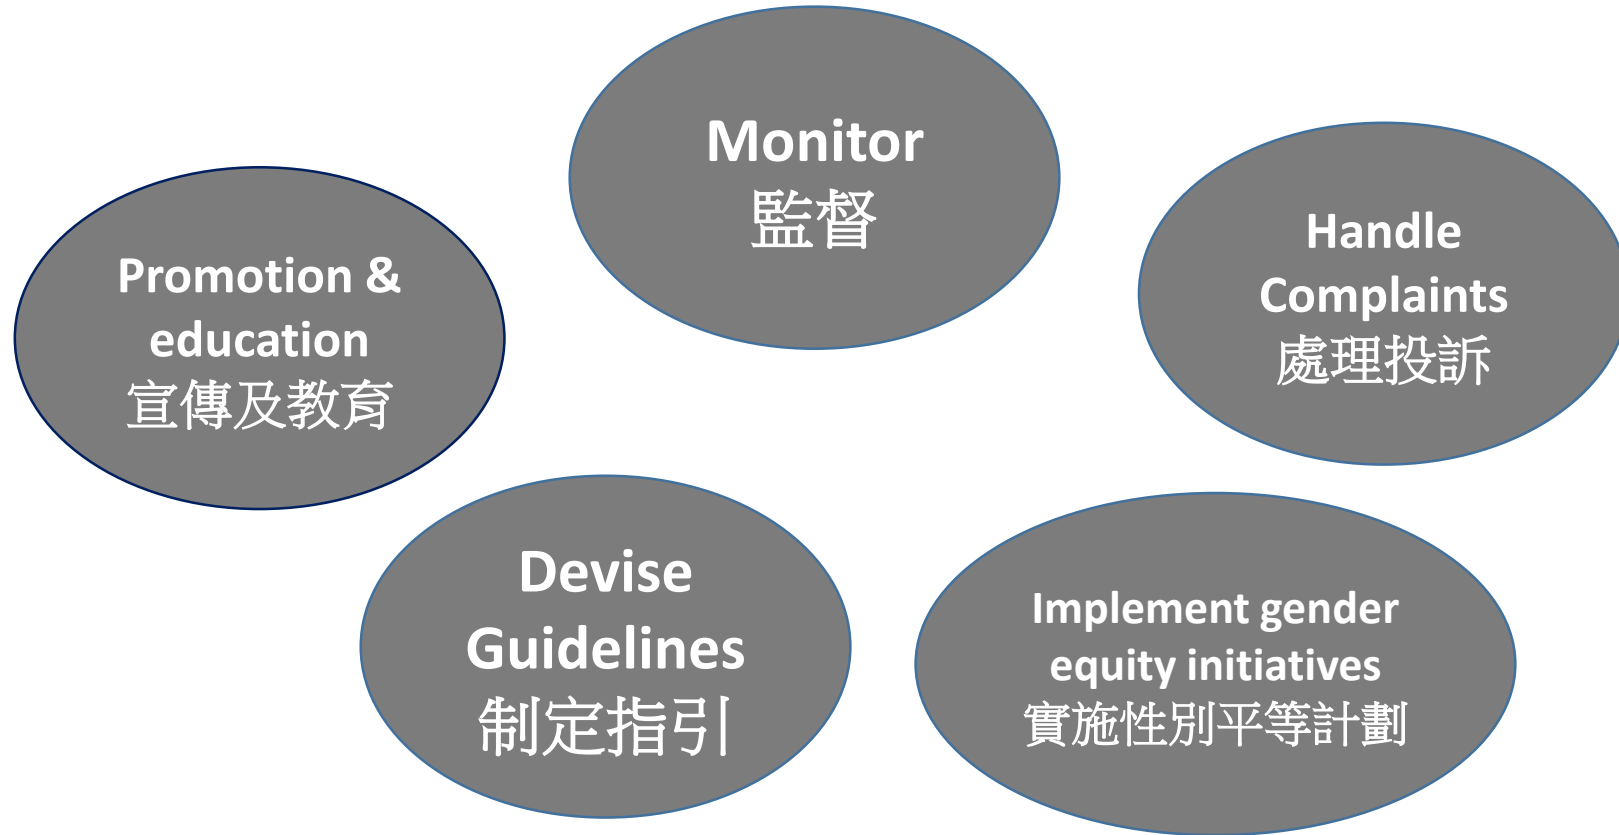 Monitor
監督
Promotion &
education
宣傳及教育
Handle
Complaints
處理投訴
Devise
Guidelines
制定指引
Implement gender
equity initiatives
實施性別平等計劃